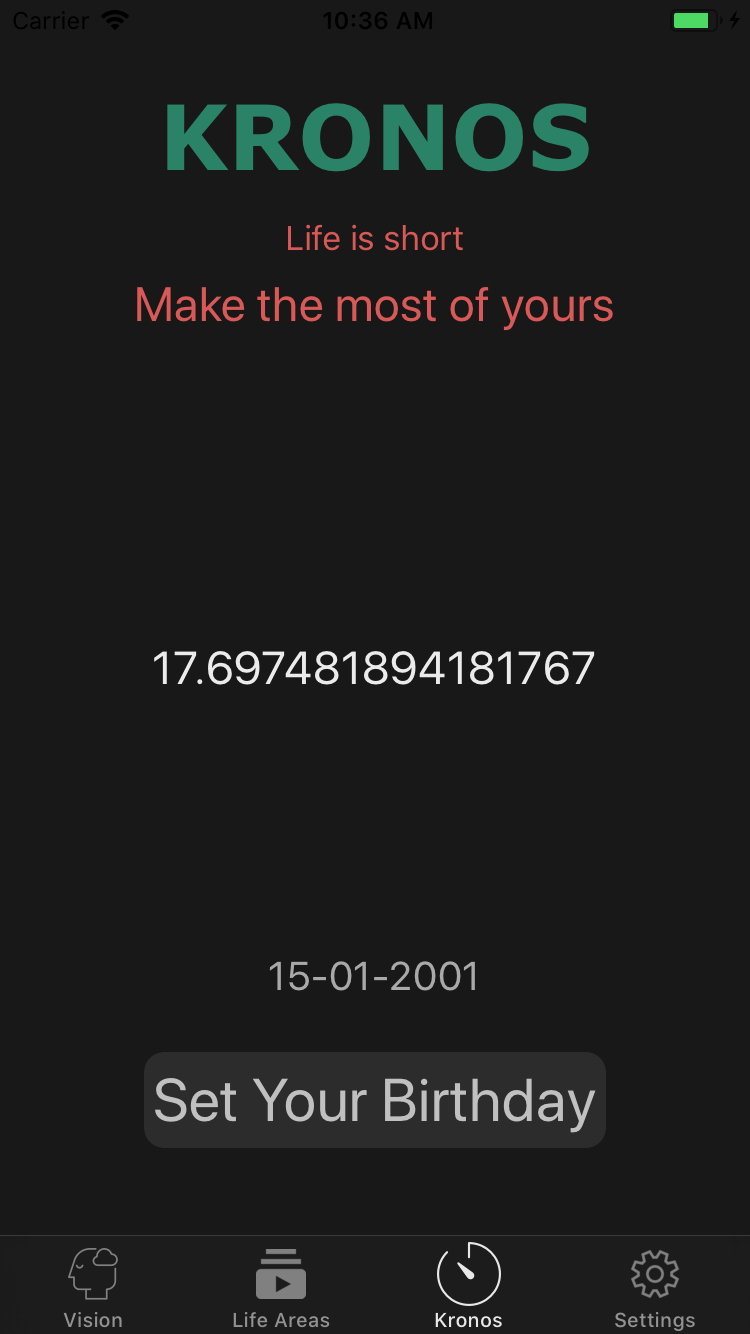 Carrier 10:36 AM
KRONOS
Life is short
Make the most of yours
17.697481894181767
15-01-2001
Set Your Birthday
Vision Life Areas Kronos Settings